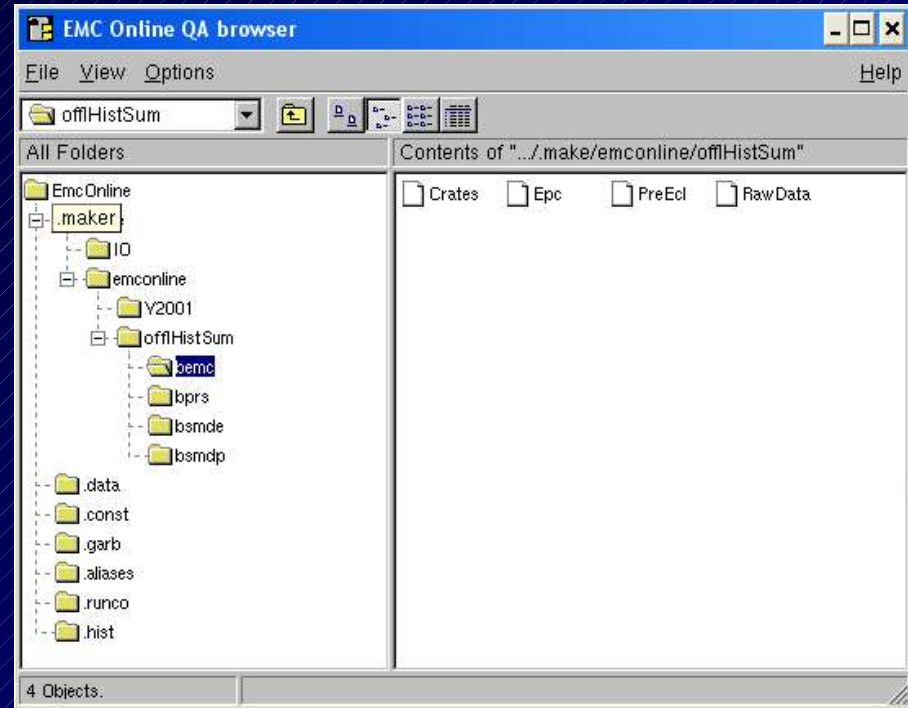 EMC Online QA browser
File View Options Help
offlHistSum
All Folders
Contents of ".../.make/emconline/offlHistSum"
EmcOnline
.maker
IO
emconline
Y2001
offlHistSum
bemc
bprs
bsmde
bsmdp
.data
.const
.garb
.aliases
.runco
.hist
Crates Epc PreEcl RawData
4 Objects.